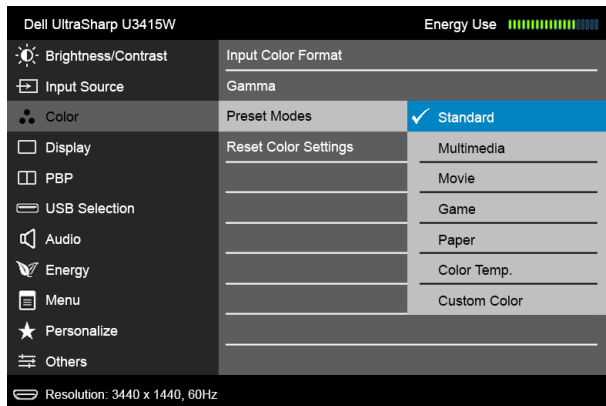 Dell UltraSharp U3415W
Energy Use
Brightness/Contrast
Input Color Format
Input Source
Gamma
Color
Preset Modes
Standard
Display
Reset Color Settings
Multimedia
PBP
Movie
USB Selection
Game
Audio
Paper
Energy
Color Temp.
Menu
Custom Color
Personalize
Others
Resolution: 3440 x 1440, 60Hz